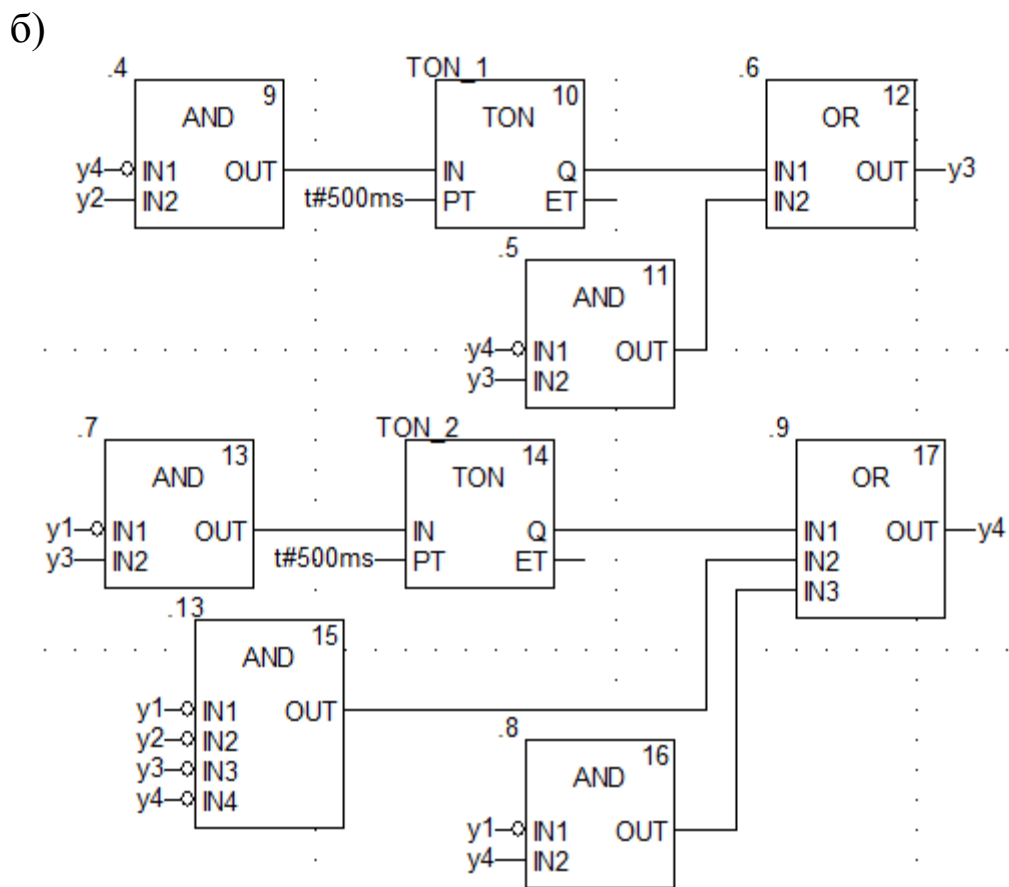 б)
.4 TON_1 .6
9 10 12
AND TON OR
y4 IN1 OUT IN Q IN1 OUT y3
y2 IN2 t#500ms PT ET IN2
.5
11
AND
y4 IN1 OUT
y3 IN2
.7 TON_2 .9
13 14 17
AND TON OR
y1 IN1 OUT IN Q IN1 OUT y4
y3 IN2 t#500ms PT ET IN2
IN3
.13
15
AND
y1 IN1 OUT
y2 IN2
y3 IN3
y4 IN4
.8
16
AND
y1 IN1 OUT
y4 IN2